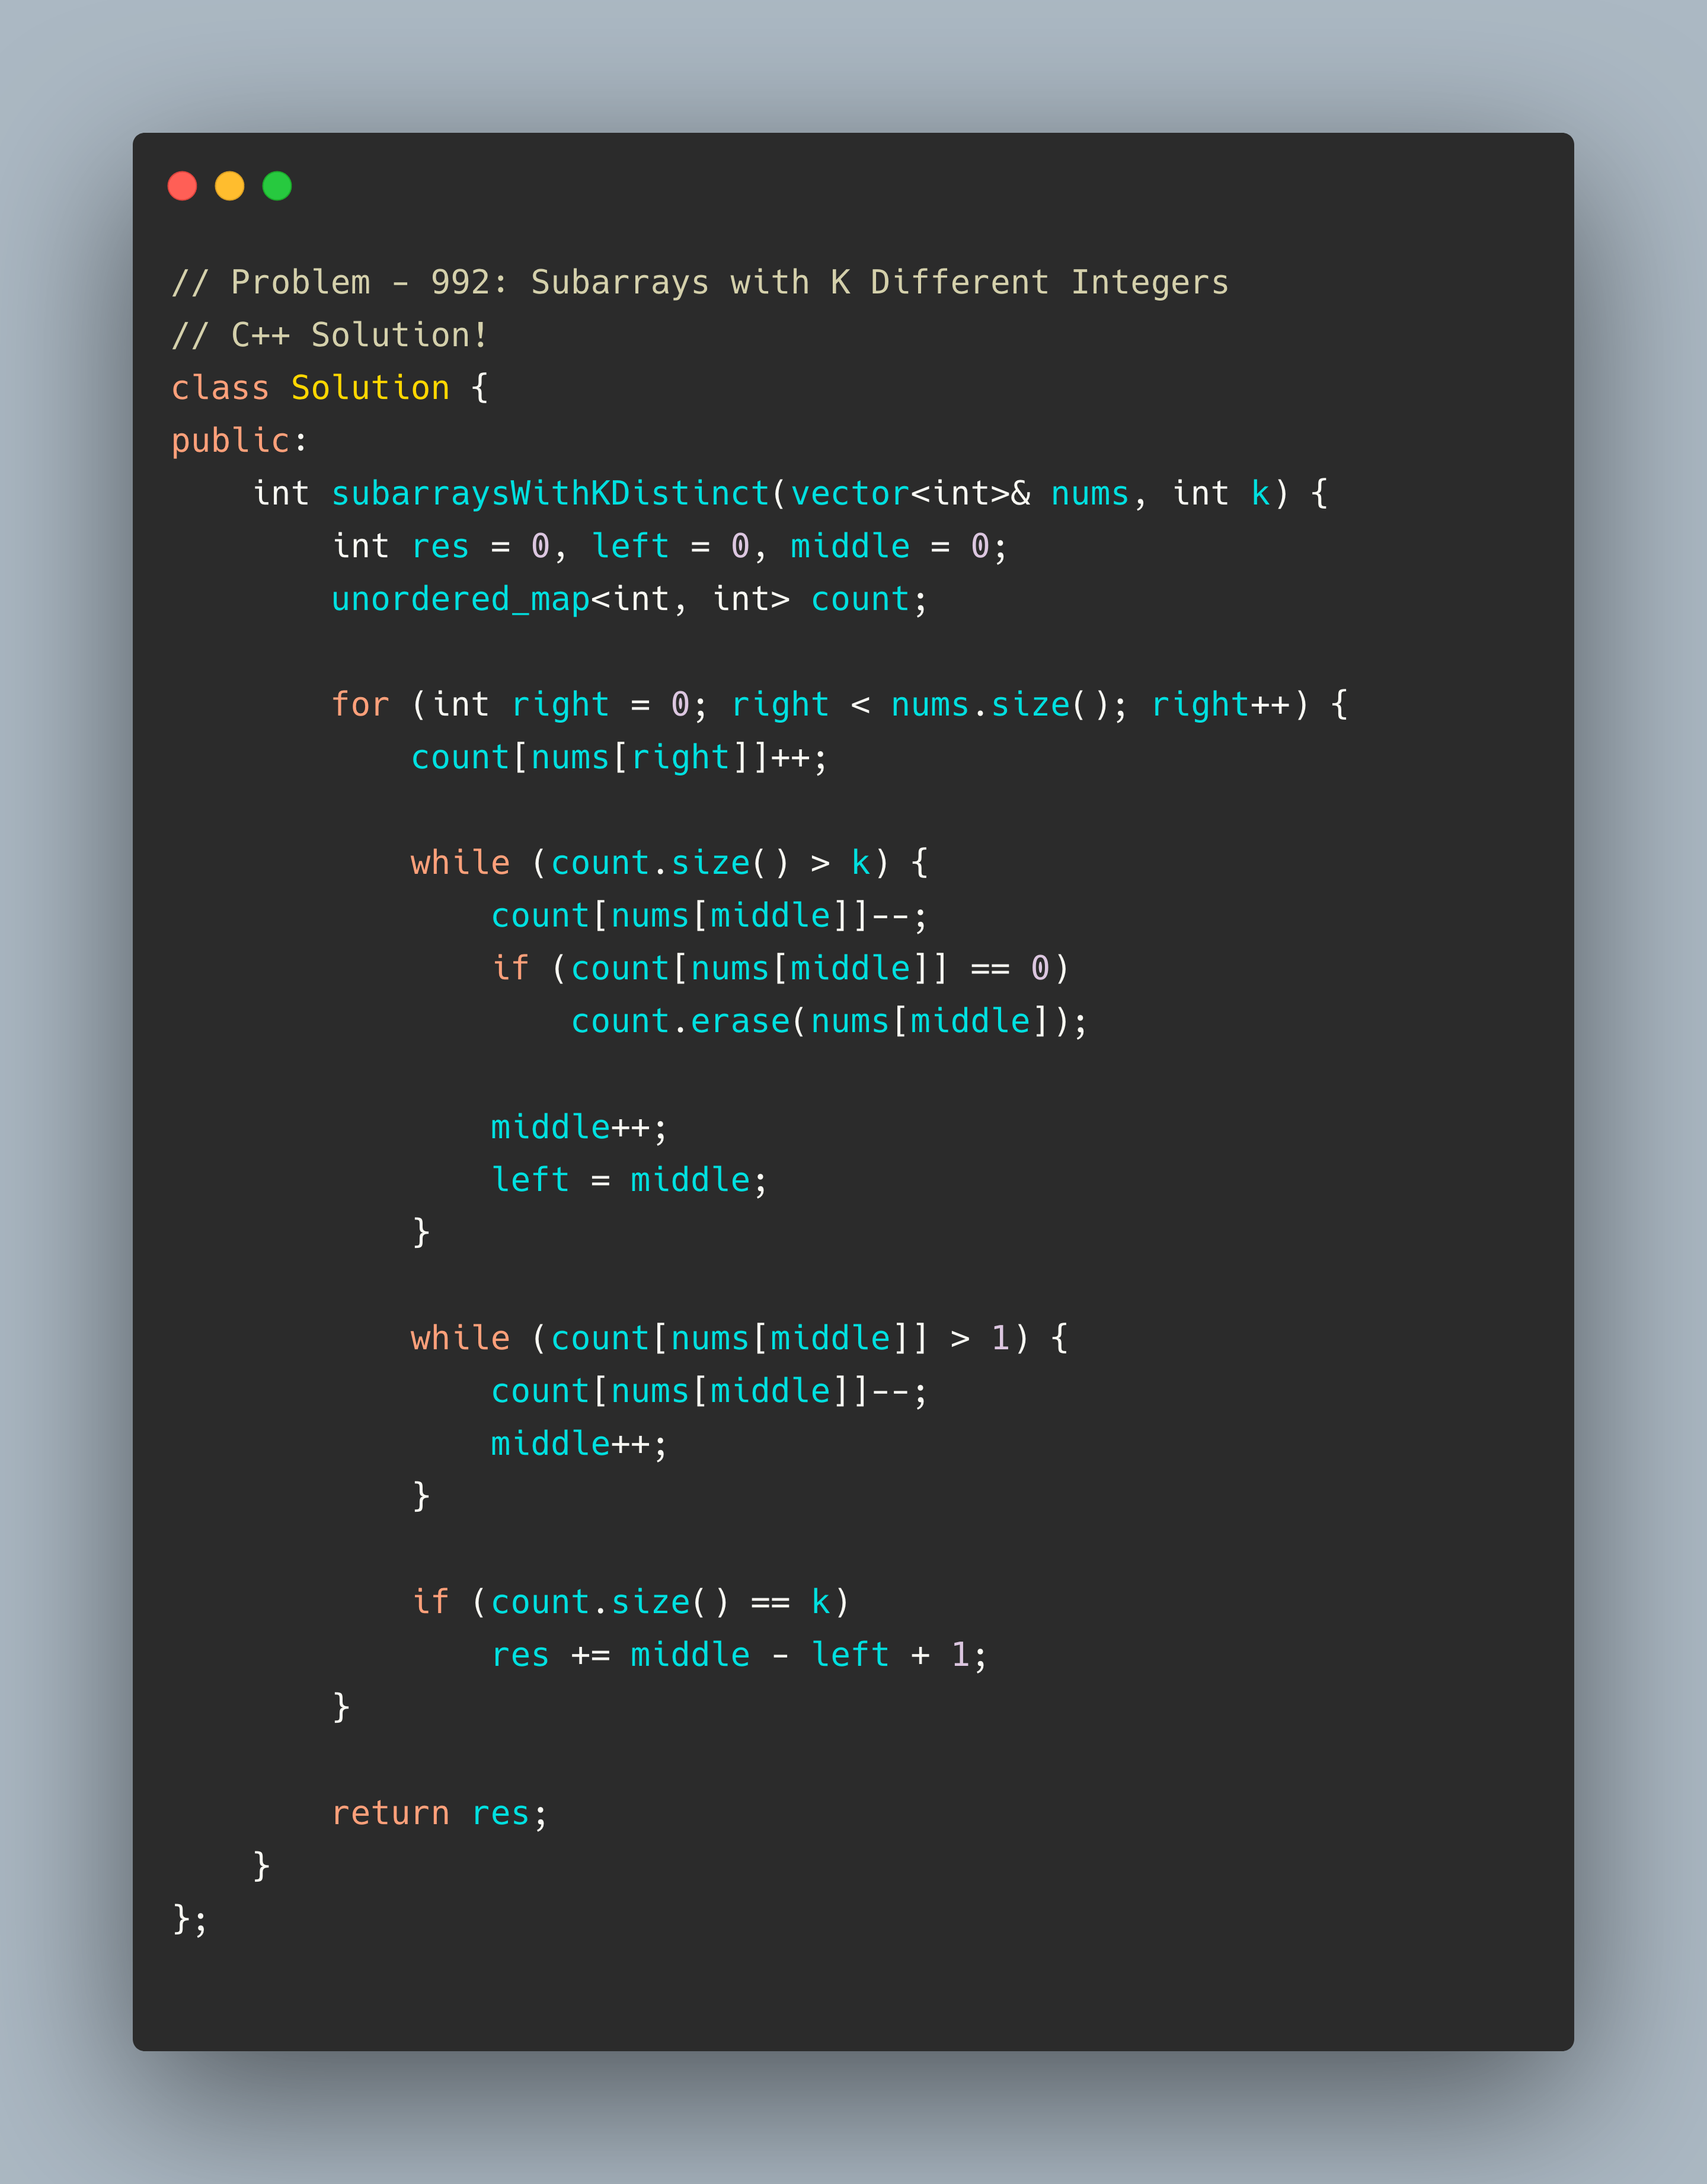 // Problem - 992: Subarrays with K Different Integers
// C++ Solution!
class Solution {
public:
    int subarraysWithKDistinct(vector<int>& nums, int k) {
        int res = 0, left = 0, middle = 0;
        unordered_map<int, int> count;

        for (int right = 0; right < nums.size(); right++) {
            count[nums[right]]++;

            while (count.size() > k) {
                count[nums[middle]]--;
                if (count[nums[middle]] == 0)
                    count.erase(nums[middle]);

                middle++;
                left = middle;
            }

            while (count[nums[middle]] > 1) {
                count[nums[middle]]--;
                middle++;
            }

            if (count.size() == k)
                res += middle - left + 1;
        }

        return res;
    }
};